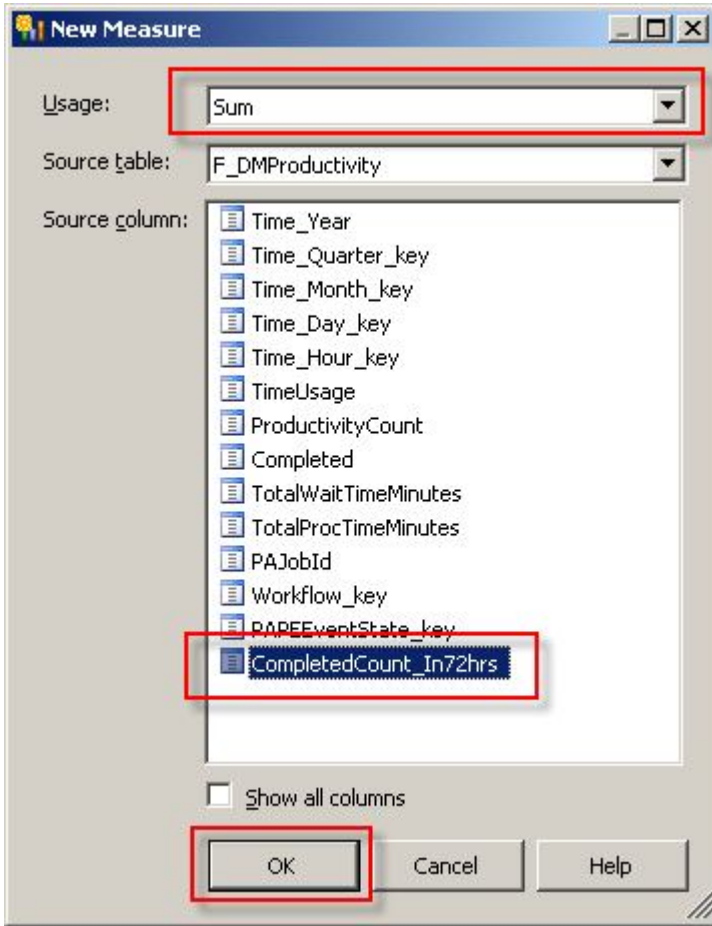 New Measure
Usage: Sum
Source table: F_DMProductivity
Source column: Time_Year
Time_Quarter_key
Time_Month_key
Time_Day_key
Time_Hour_key
TimeUsage
ProductivityCount
Completed
TotalWaitTimeMinutes
TotalProcTimeMinutes
PAJobId
Workflow_key
PAPEEventState_key
CompletedCount_In72hrs
Show all columns
OK Cancel Help